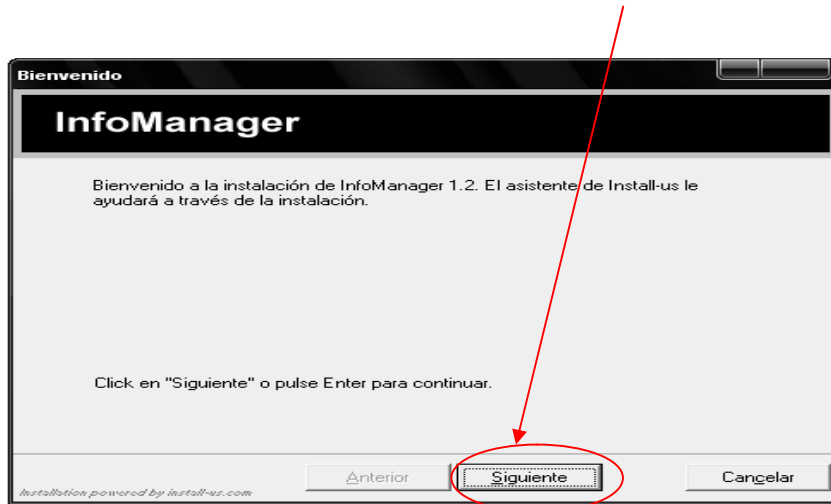 Bienvenido
InfoManager
Bienvenido a la instalación de InfoManager 1.2. El asistente de Install-us le
ayudará a través de la instalación.
Click en "Siguiente" o pulse Enter para continuar.
Anterior
Siguiente
Cancelar
Installation powered by install-us.com